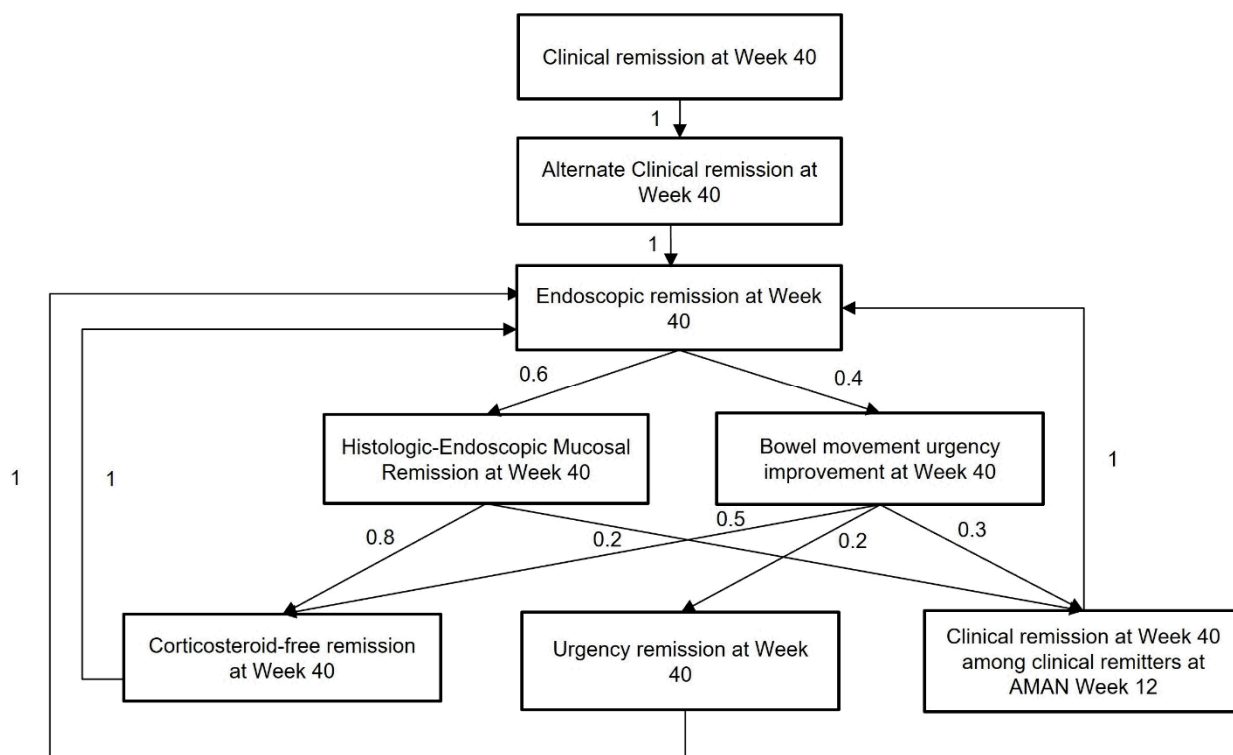 Clinical remission at Week 40
1
Alternate Clinical remission at
Week 40
1
Endoscopic remission at Week
40
0.6
0.4
Histologic-Endoscopic Mucosal
Remission at Week 40
Bowel movement urgency
improvement at Week 40
1
1
1
0.8
0.2
0.5
0.2
0.3
Corticosteroid-free remission
at Week 40
Urgency remission at Week
40
Clinical remission at Week 40
among clinical remitters at
AMAN Week 12